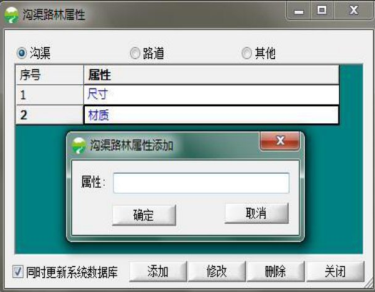 沟渠路林属性
沟渠 路道 其他
序号 属性
1 尺寸
2 材质
沟渠路林属性添加
属性:
确定 取消
同时更新系统数据库 添加 修改 删除 关闭